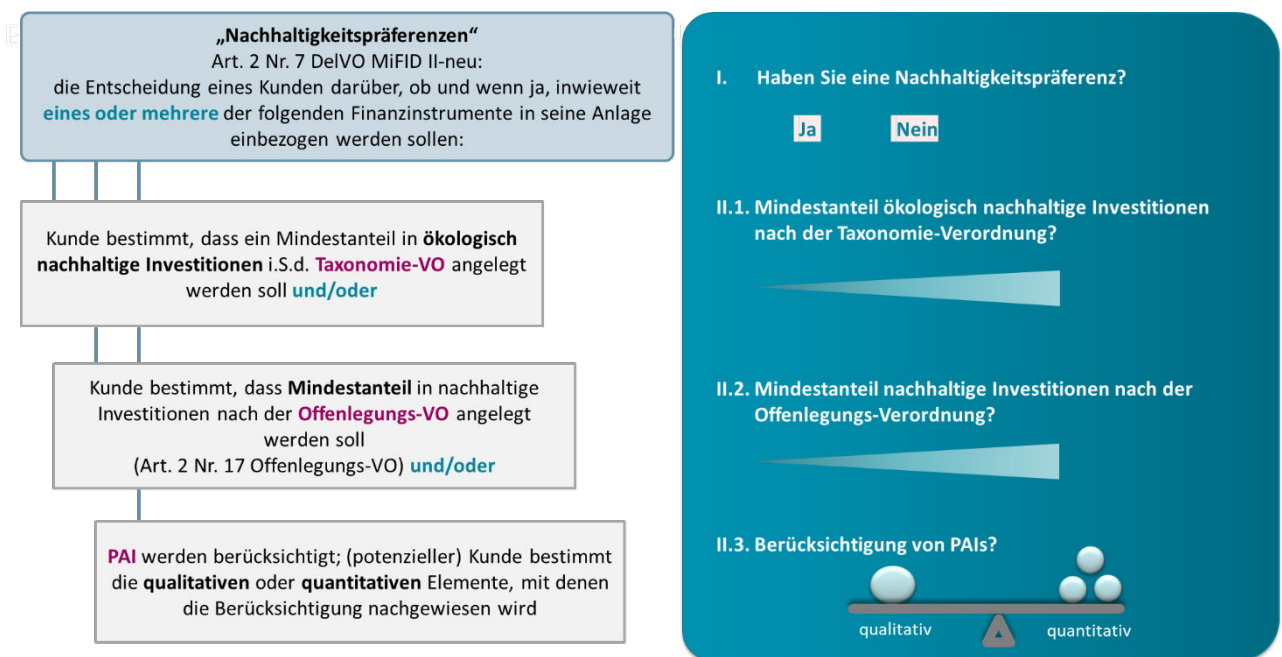 „Nachhaltigkeitspräferenzen“
Art. 2 Nr. 7 DelVO MiFID II-neu:
die Entscheidung eines Kunden darüber, ob und wenn ja, inwieweit
eines oder mehrere der folgenden Finanzinstrumente in seine Anlage
einbezogen werden sollen:
Kunde bestimmt, dass ein Mindestanteil in ökologisch
nachhaltige Investitionen i.S.d. Taxonomie-VO angelegt
werden soll und/oder
Kunde bestimmt, dass Mindestanteil in nachhaltige
Investitionen nach der Offenlegungs-VO angelegt
werden soll
(Art. 2 Nr. 17 Offenlegungs-VO) und/oder
PAI werden berücksichtigt; (potenzieller) Kunde bestimmt
die qualitativen oder quantitativen Elemente, mit denen
die Berücksichtigung nachgewiesen wird
I. Haben Sie eine Nachhaltigkeitspräferenz?
Ja Nein
II.1. Mindestanteil ökologisch nachhaltige Investitionen
nach der Taxonomie-Verordnung?
II.2. Mindestanteil nachhaltige Investitionen nach der
Offenlegungs-Verordnung?
II.3. Berücksichtigung von PAIs?
qualitativ quantitativ